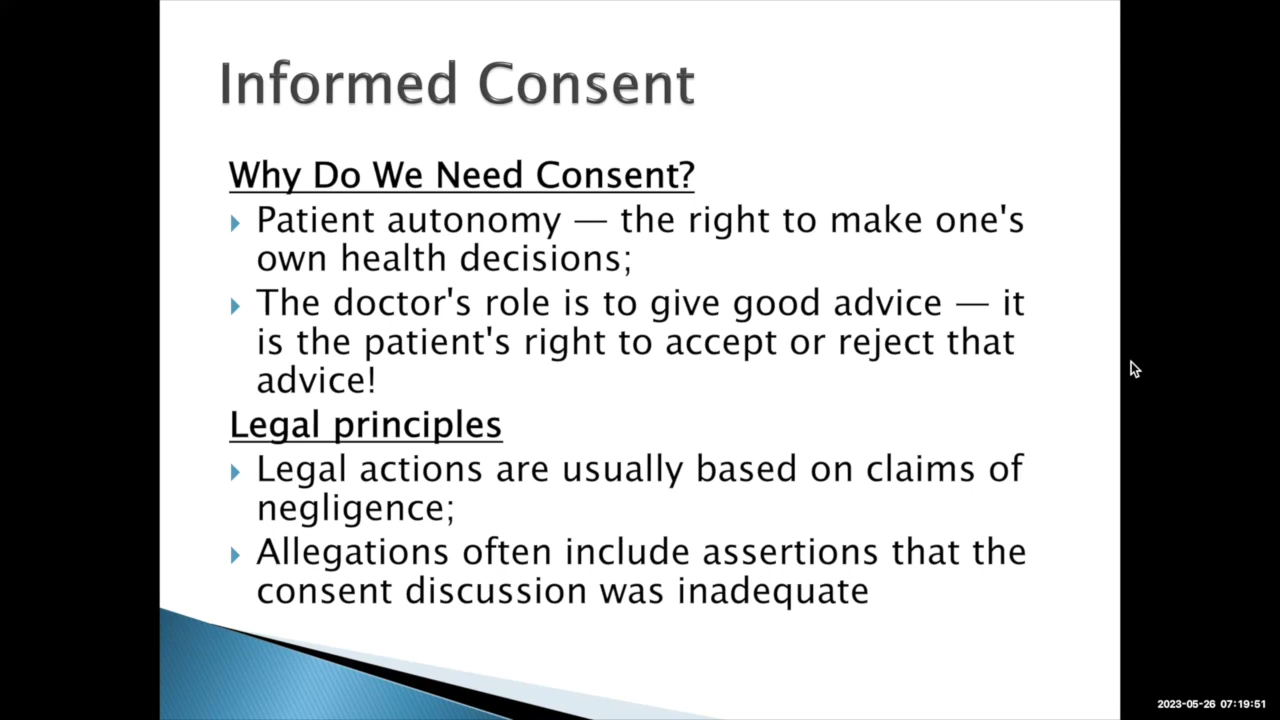 Informed Consent
Why Do We Need Consent?
Patient autonomy — the right to make one's
own health decisions;
The doctor's role is to give good advice — it
is the patient's right to accept or reject that
advice!
Legal principles
Legal actions are usually based on claims of
negligence;
Allegations often include assertions that the
consent discussion was inadequate
2023-05-26 07:19:51